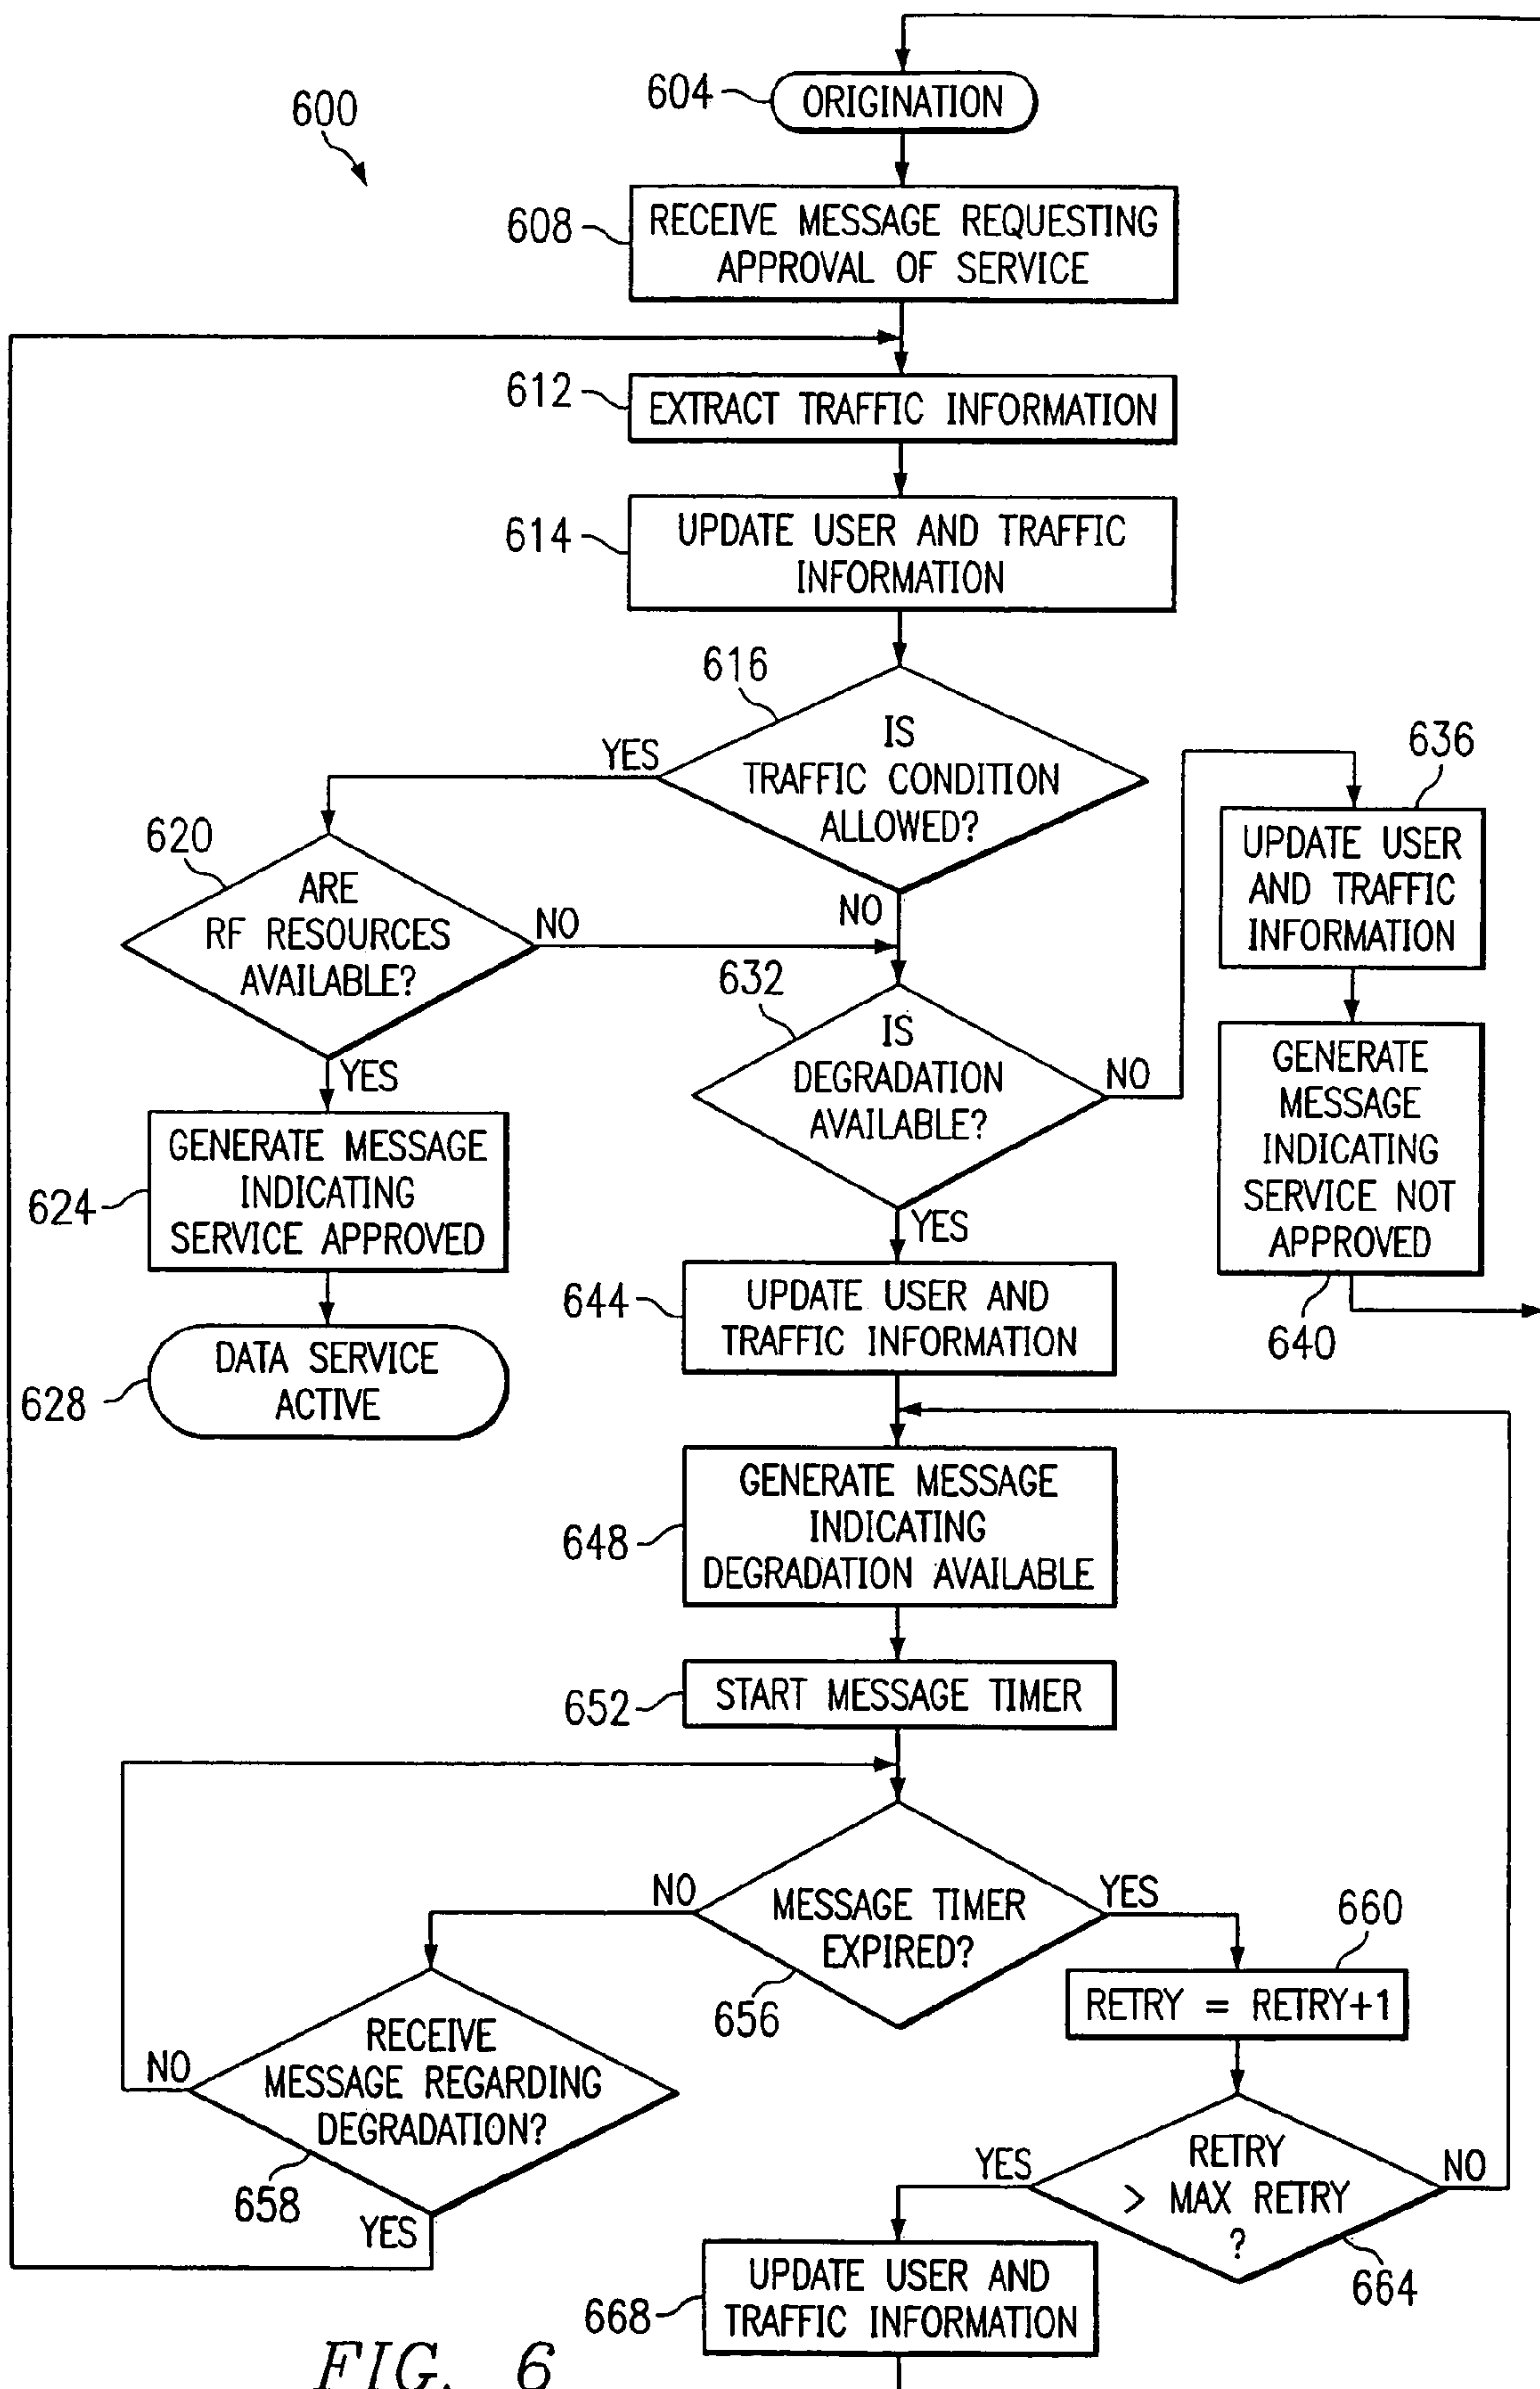 600
604
ORIGINATION
608
RECEIVE MESSAGE REQUESTING
APPROVAL OF SERVICE
612
EXTRACT TRAFFIC INFORMATION
614
UPDATE USER AND TRAFFIC
INFORMATION
616
IS
TRAFFIC CONDITION
ALLOWED?
YES
NO
620
ARE
RF RESOURCES
AVAILABLE?
NO
YES
624
GENERATE MESSAGE
INDICATING
SERVICE APPROVED
628
DATA SERVICE
ACTIVE
632
IS
DEGRADATION
AVAILABLE?
NO
YES
636
UPDATE USER
AND TRAFFIC
INFORMATION
GENERATE
MESSAGE
INDICATING
SERVICE NOT
APPROVED
640
644
UPDATE USER AND
TRAFFIC INFORMATION
648
GENERATE MESSAGE
INDICATING
DEGRADATION AVAILABLE
652
START MESSAGE TIMER
NO
MESSAGE TIMER
EXPIRED?
YES
656
660
RETRY = RETRY+1
RECEIVE
MESSAGE REGARDING
DEGRADATION?
NO
658
YES
RETRY
> MAX RETRY
?
YES
NO
664
668
UPDATE USER AND
TRAFFIC INFORMATION
FIG. 6